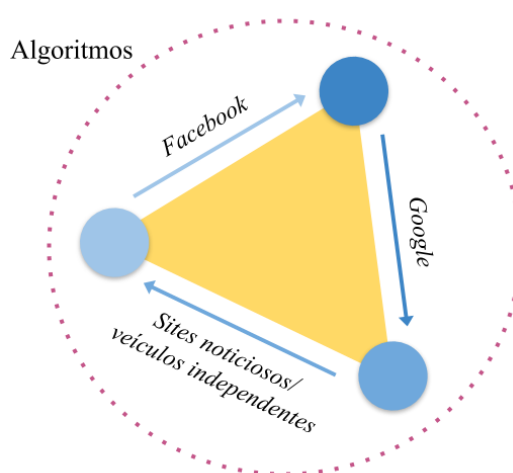 Algoritmos
Facebook
Google
Sites noticiosos/
veículos independentes